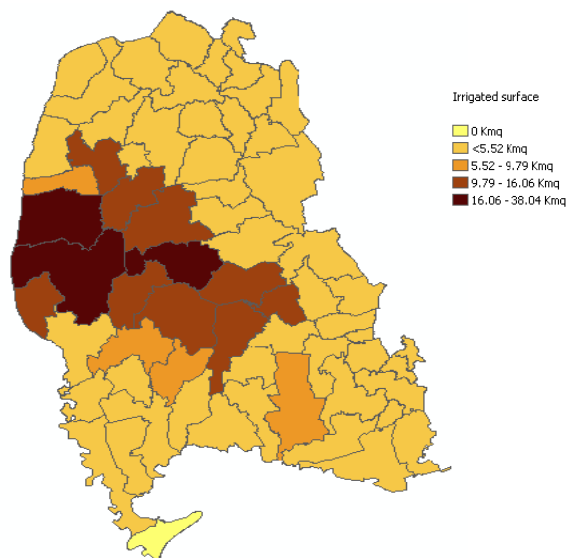 Irrigated surface
0 Kmq
<5.52 Kmq
5.52 - 9.79 Kmq
9.79 - 16.06 Kmq
16.06 - 38.04 Kmq